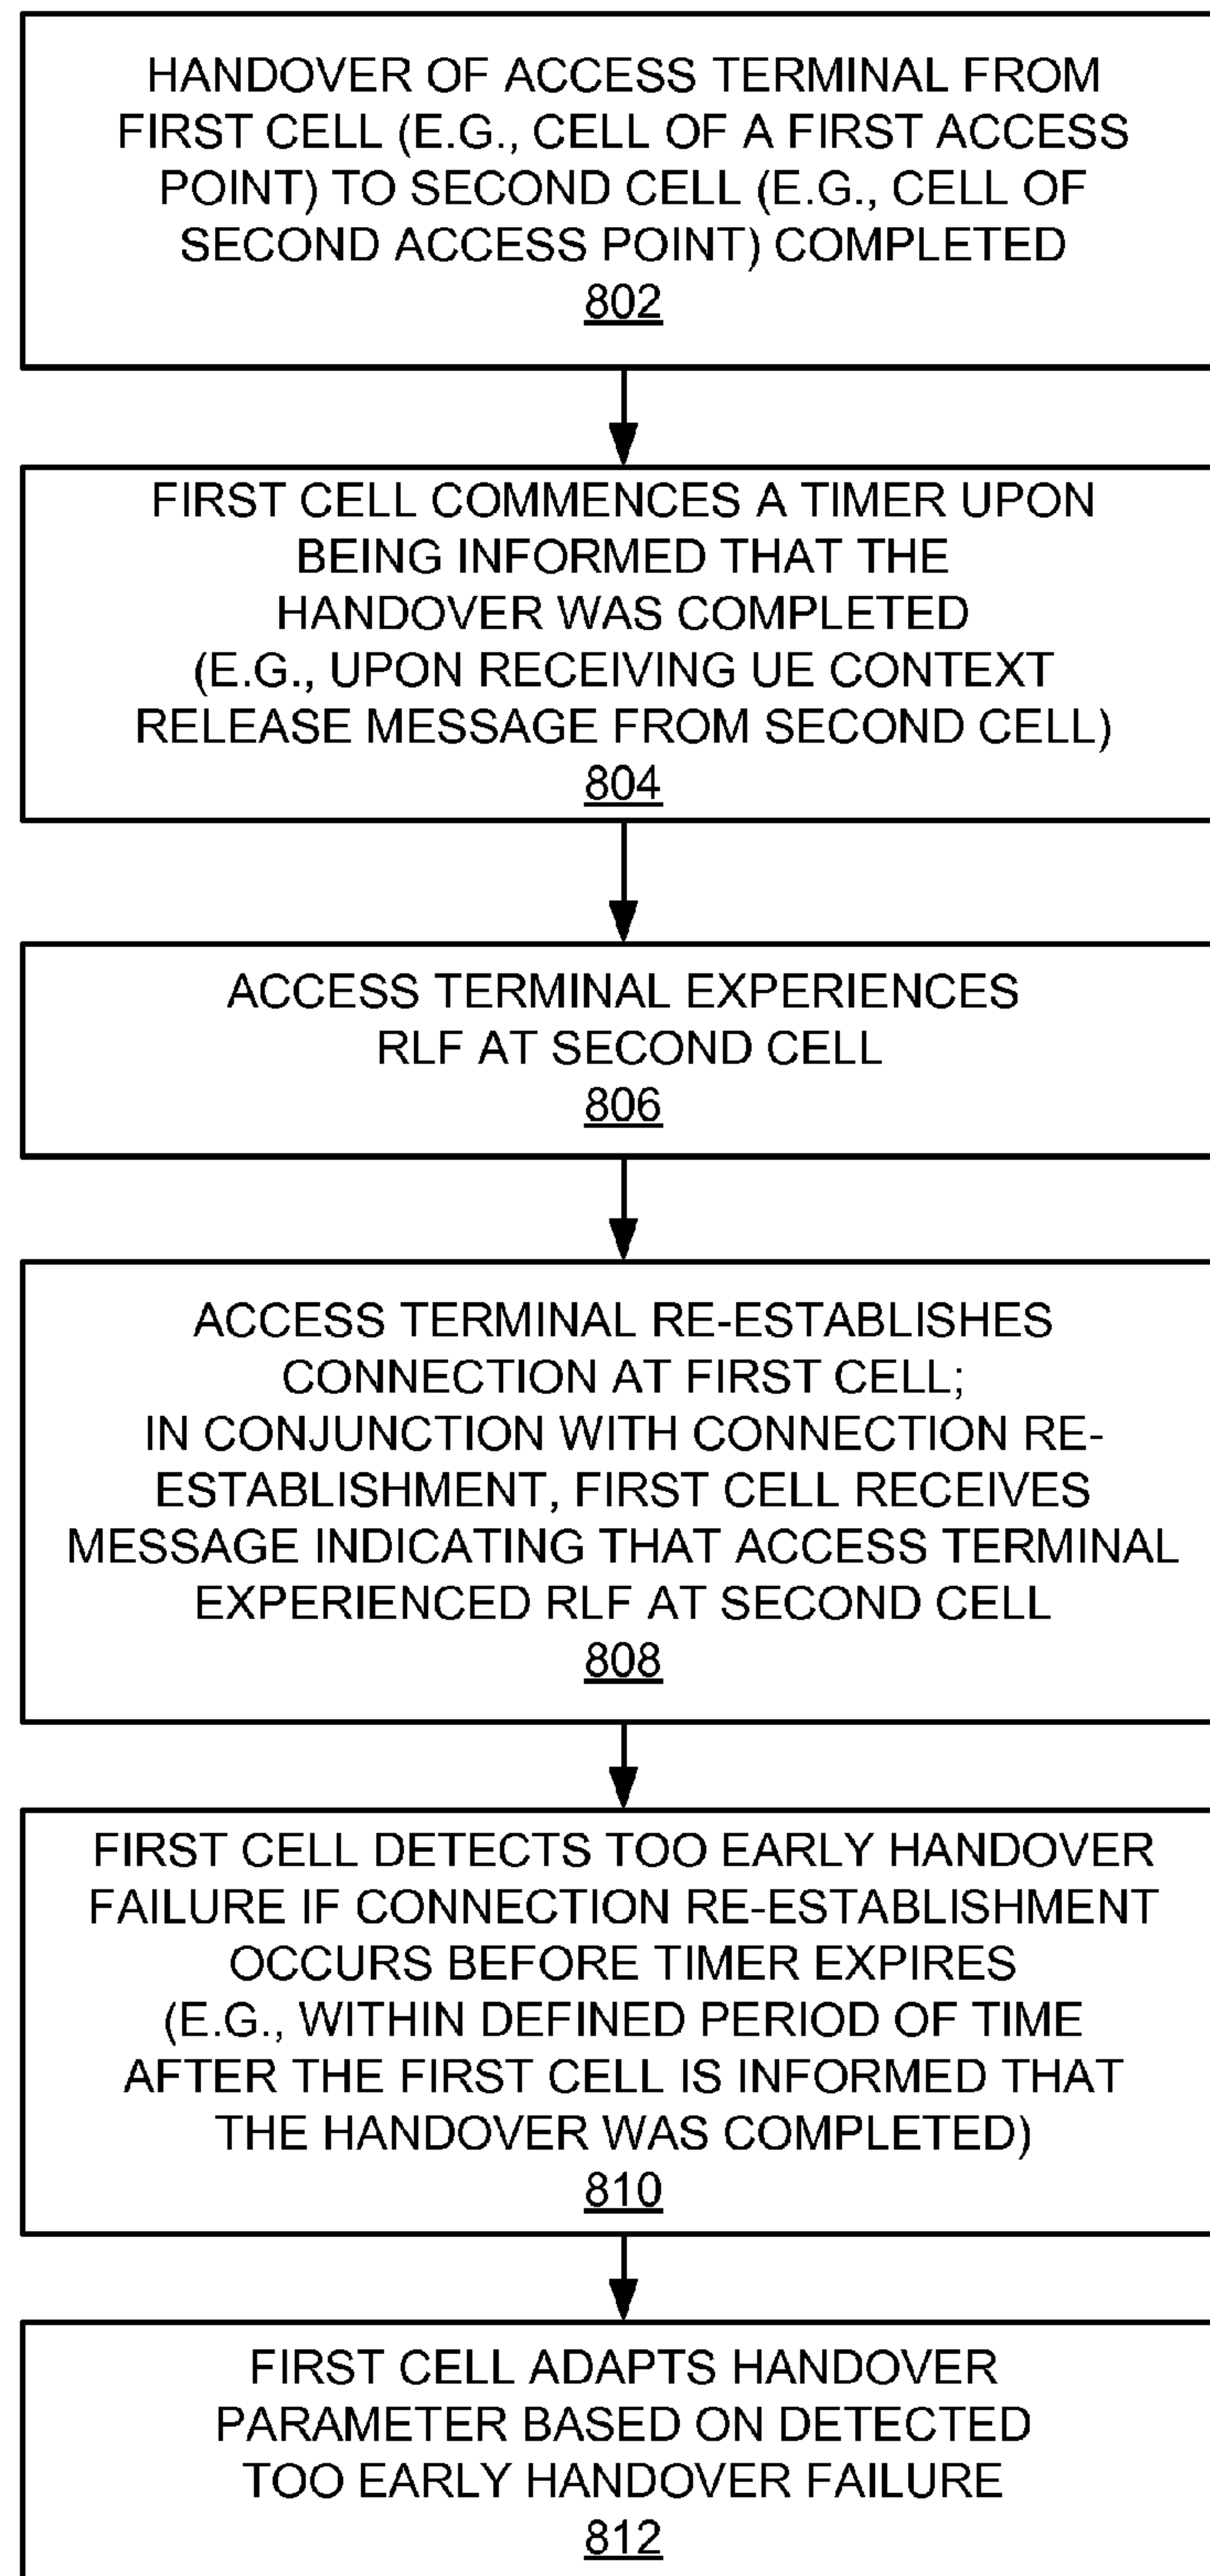 HANDOVER OF ACCESS TERMINAL FROM
FIRST CELL (E.G., CELL OF A FIRST ACCESS
POINT) TO SECOND CELL (E.G., CELL OF
SECOND ACCESS POINT) COMPLETED
802
FIRST CELL COMMENCES A TIMER UPON
BEING INFORMED THAT THE
HANDOVER WAS COMPLETED
(E.G., UPON RECEIVING UE CONTEXT
RELEASE MESSAGE FROM SECOND CELL)
804
ACCESS TERMINAL EXPERIENCES
RLF AT SECOND CELL
806
ACCESS TERMINAL RE-ESTABLISHES
CONNECTION AT FIRST CELL;
IN CONJUNCTION WITH CONNECTION RE-
ESTABLISHMENT, FIRST CELL RECEIVES
MESSAGE INDICATING THAT ACCESS TERMINAL
EXPERIENCED RLF AT SECOND CELL
808
FIRST CELL DETECTS TOO EARLY HANDOVER
FAILURE IF CONNECTION RE-ESTABLISHMENT
OCCURS BEFORE TIMER EXPIRES
(E.G., WITHIN DEFINED PERIOD OF TIME
AFTER THE FIRST CELL IS INFORMED THAT
THE HANDOVER WAS COMPLETED)
810
FIRST CELL ADAPTS HANDOVER
PARAMETER BASED ON DETECTED
TOO EARLY HANDOVER FAILURE
812